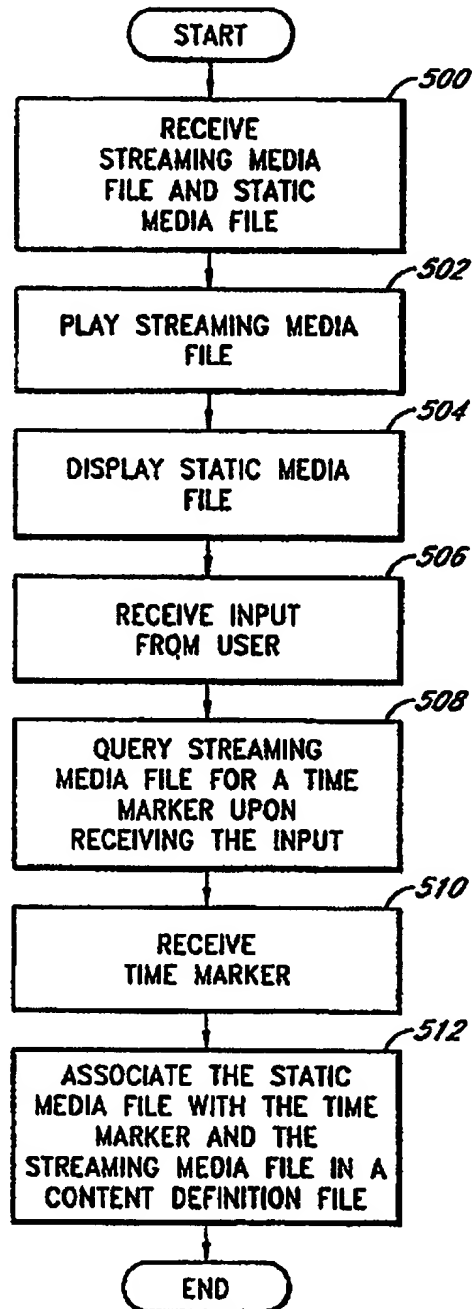 START
500
RECEIVE
STREAMING MEDIA
FILE AND STATIC
MEDIA FILE
502
PLAY STREAMING MEDIA
FILE
504
DISPLAY STATIC MEDIA
FILE
506
RECEIVE INPUT
FROM USER
508
QUERY STREAMING
MEDIA FILE FOR A TIME
MARKER UPON
RECEIVING THE INPUT
510
RECEIVE
TIME MARKER
512
ASSOCIATE THE STATIC
MEDIA FILE WITH THE TIME
MARKER AND THE
STREAMING MEDIA FILE IN A
CONTENT DEFINITION FILE
END